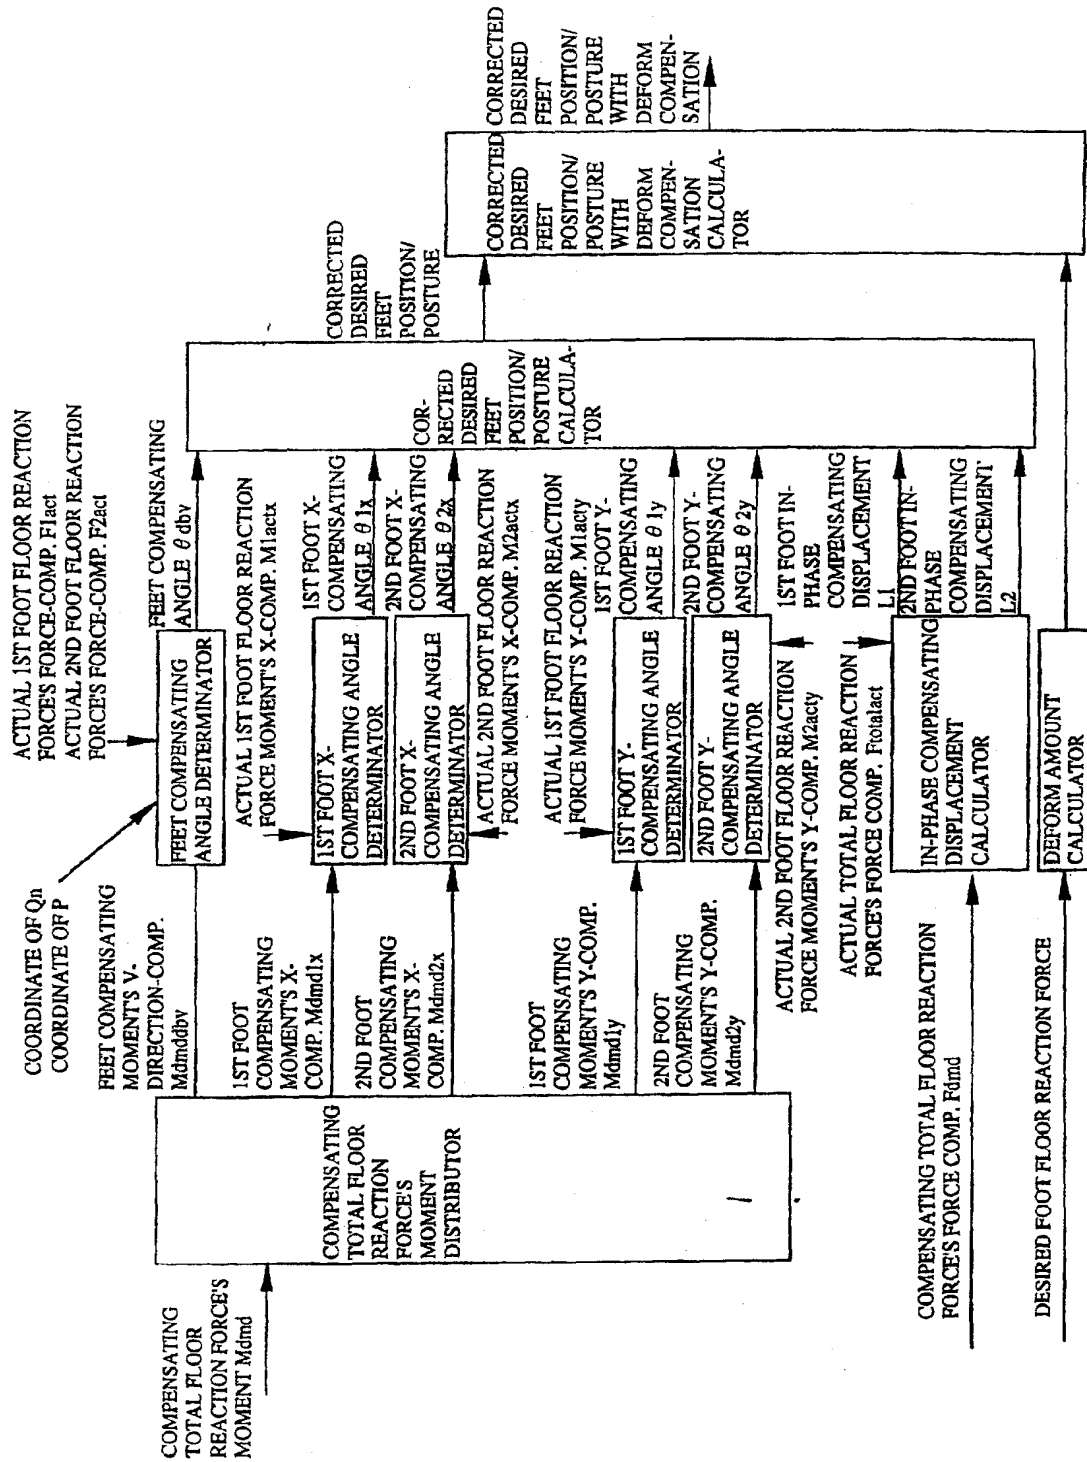 COMPENSATING
TOTAL FLOOR
REACTION FORCE'S
MOMENT Mdmd
COMPENSATING
TOTAL FLOOR
REACTION
FORCE'S
MOMENT
DISTRIBUTOR
COORDINATE OF Qn
COORDINATE OF P
FEET COMPENSATING
MOMENT'S V-
DIRECTION-COMP.
Mdmddbv
1ST FOOT
COMPENSATING
MOMENT'S X-
COMP. Mdmd1x
2ND FOOT
COMPENSATING
MOMENT'S X-
COMP. Mdmd2x
1ST FOOT
COMPENSATING
MOMENT'S Y-COMP.
Mdmd1y
2ND FOOT
COMPENSATING
MOMENT'S Y-COMP.
Mdmd2y
COMPENSATING TOTAL FLOOR REACTION
FORCE'S FORCE COMP. Fdmd
DESIRED FOOT FLOOR REACTION FORCE
ACTUAL 1ST FOOT FLOOR REACTION
FORCE'S FORCE-COMP. F1act
ACTUAL 2ND FOOT FLOOR REACTION
FORCE'S FORCE-COMP. F2act
FEET COMPENSATING
ANGLE DETERMINATOR
ACTUAL 1ST FOOT FLOOR REACTION
FORCE MOMENT'S X-COMP. M1actx
1ST FOOT X-
COMPENSATING ANGLE
DETERMINATOR
2ND FOOT X-
COMPENSATING ANGLE
DETERMINATOR
ACTUAL 2ND FOOT FLOOR REACTION
FORCE MOMENT'S X-COMP. M2actx
ACTUAL 1ST FOOT FLOOR REACTION
FORCE MOMENT'S Y-COMP. M1acty
1ST FOOT Y-
COMPENSATING ANGLE
DETERMINATOR
2ND FOOT Y-
COMPENSATING ANGLE
DETERMINATOR
ACTUAL 2ND FOOT FLOOR REACTION
FORCE MOMENT'S Y-COMP. M2acty
ACTUAL TOTAL FLOOR REACTION
FORCE'S FORCE COMP. Ftotalact
IN-PHASE COMPENSATING
DISPLACEMENT
CALCULATOR
DEFORM AMOUNT
CALCULATOR
FEET COMPENSATING
ANGLE θ dbv
1ST FOOT X-
COMPENSATING
ANGLE θ 1x
2ND FOOT X-
COMPENSATING
ANGLE θ 2x
1ST FOOT Y-
COMPENSATING
ANGLE θ 1y
2ND FOOT Y-
COMPENSATING
ANGLE θ 2y
1ST FOOT IN-
PHASE
COMPENSATING
DISPLACEMENT
L1
2ND FOOT IN-
PHASE
COMPENSATING
DISPLACEMENT
L2
COR-
RECTED
DESIRED
FEET
POSITION/
POSTURE
CALCULA-
TOR
CORRECTED
DESIRED
FEET
POSITION/
POSTURE
CORRECTED
DESIRED
FEET
POSITION/
POSTURE
WITH
DEFORM
COMPEN-
SATION
CALCULA-
TOR
CORRECTED
DESIRED
FEET
POSITION/
POSTURE
WITH
DEFORM
COMPEN-
SATION